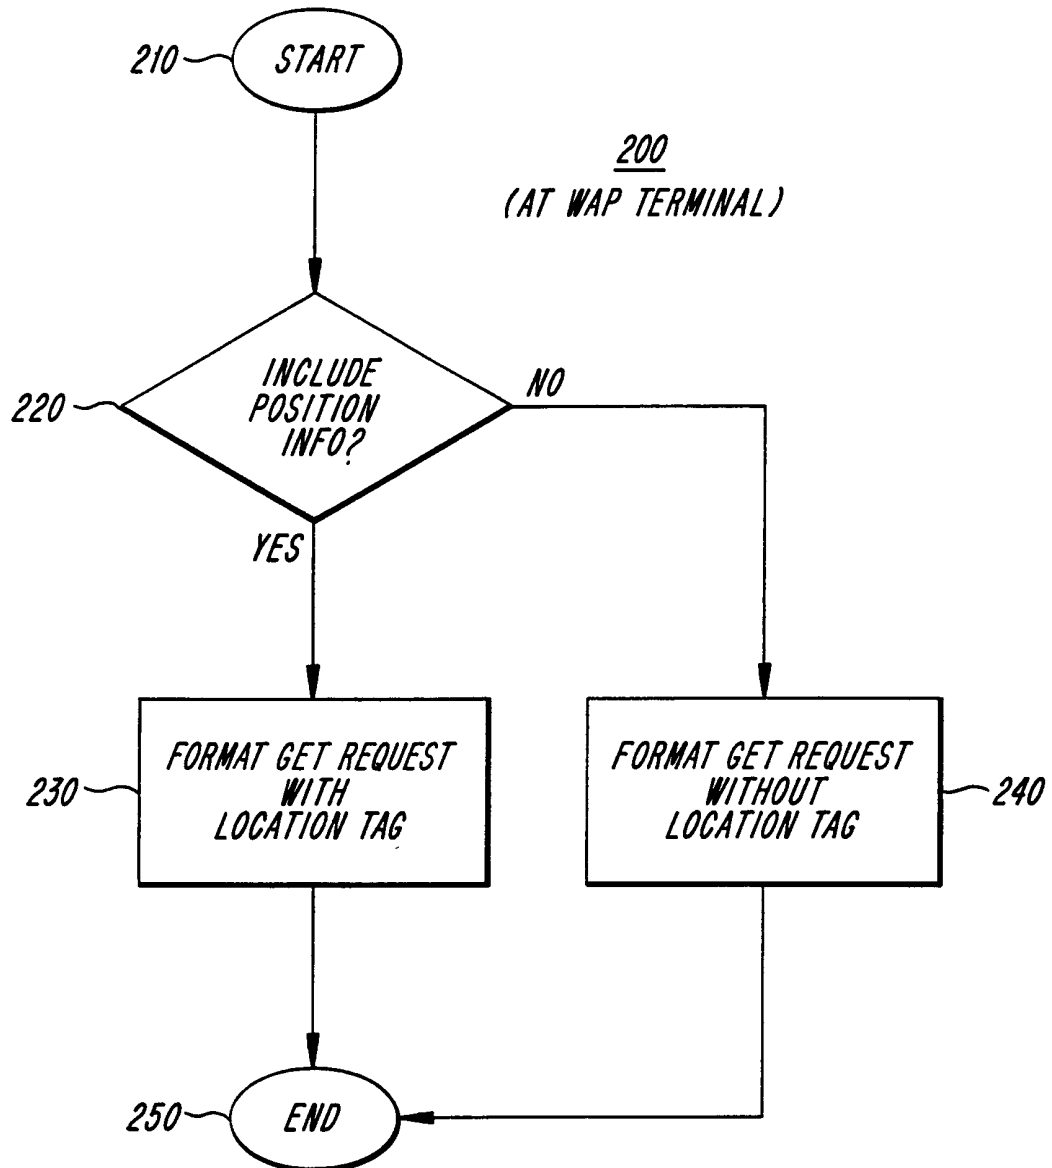 210
START
200
(AT WAP TERMINAL)
INCLUDE
POSITION
INFO?
220
NO
YES
FORMAT GET REQUEST
WITH
LOCATION TAG
230
FORMAT GET REQUEST
WITHOUT
LOCATION TAG
240
250
END